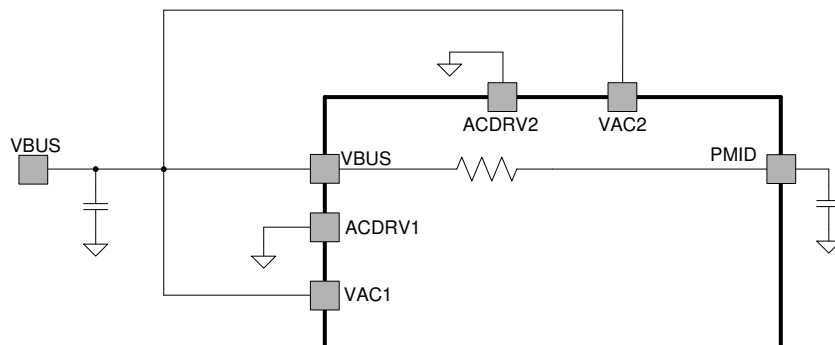 ACDRV2
VAC2
VBUS
VBUS
PMID
ACDRV1
VAC1